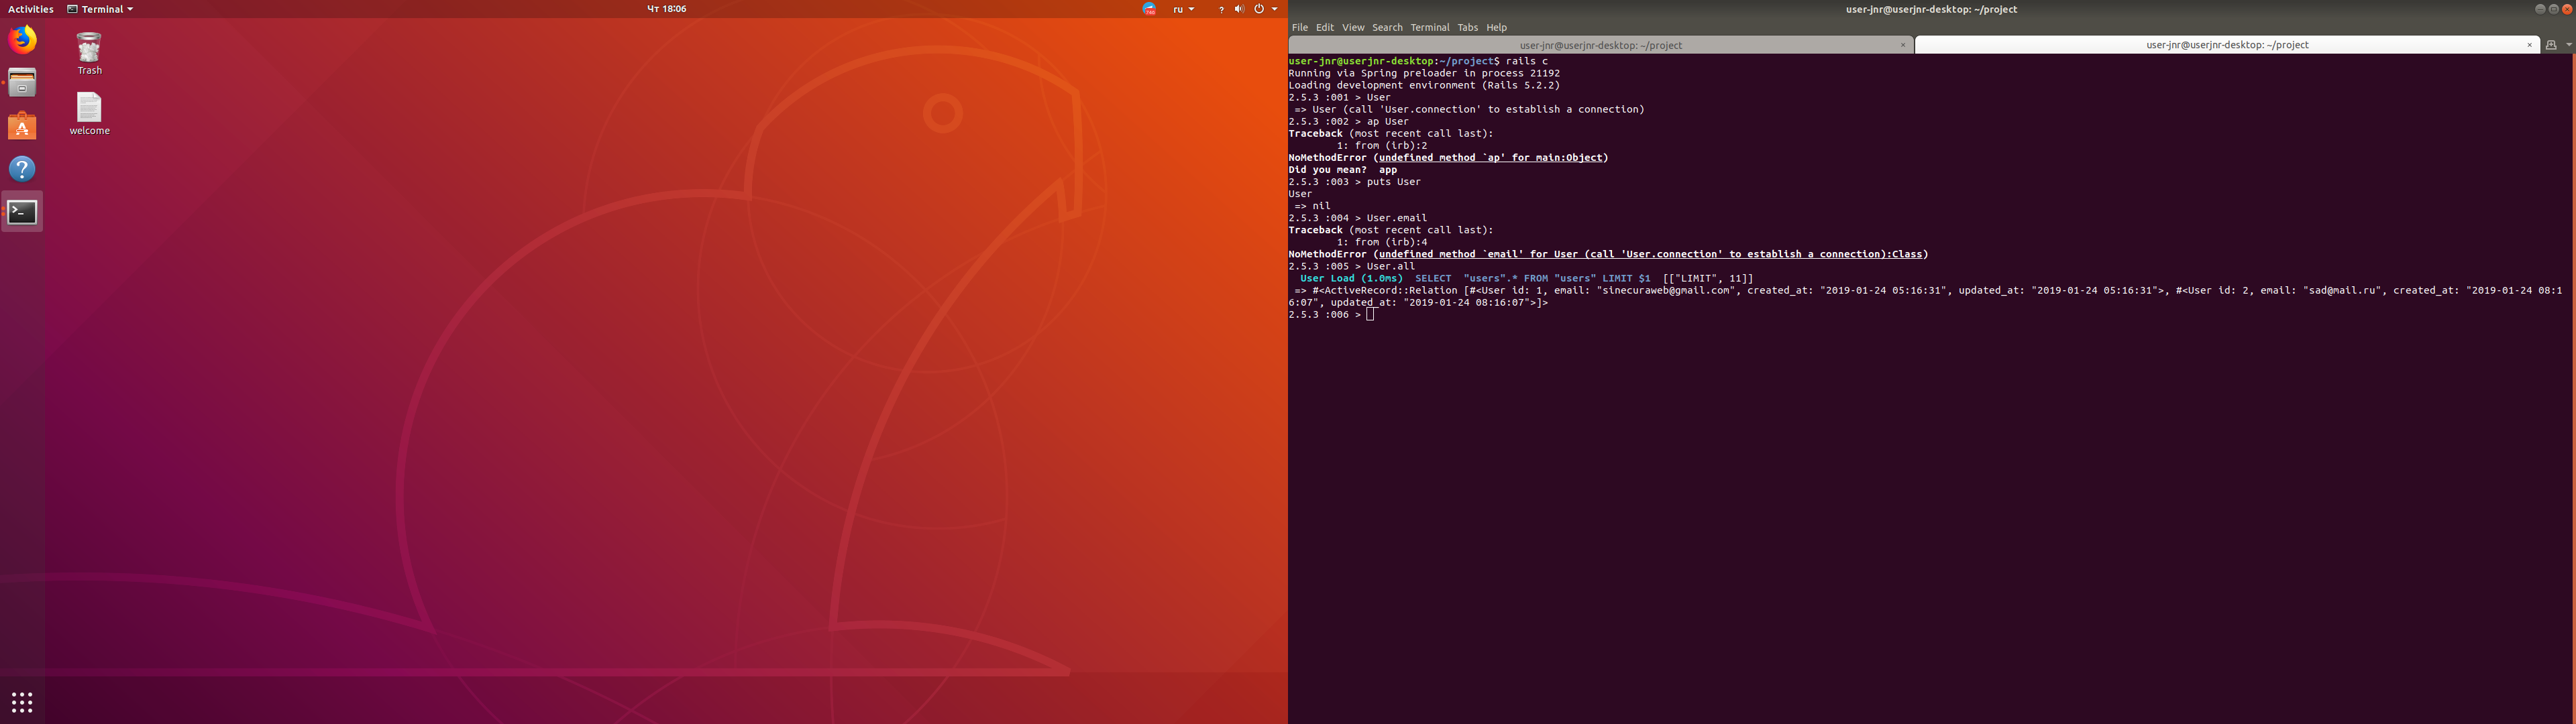 Activities Terminal Чт 18:06 ru ?
Trash
welcome
user-jnr@userjnr-desktop: ~/project
File Edit View Search Terminal Tabs Help
user-jnr@userjnr-desktop: ~/project × user-jnr@userjnr-desktop: ~/project ×
user-jnr@userjnr-desktop:~/project$ rails c
Running via Spring preloader in process 21192
Loading development environment (Rails 5.2.2)
2.5.3 :001 > User
 => User (call 'User.connection' to establish a connection)
2.5.3 :002 > ap User
Traceback (most recent call last):
        1: from (irb):2
NoMethodError (undefined method `ap' for main:Object)
Did you mean?  app
2.5.3 :003 > puts User
User
 => nil
2.5.3 :004 > User.email
Traceback (most recent call last):
        1: from (irb):4
NoMethodError (undefined method `email' for User (call 'User.connection' to establish a connection):Class)
2.5.3 :005 > User.all
  User Load (1.0ms)  SELECT  "users".* FROM "users" LIMIT $1  [["LIMIT", 11]]
 => #<ActiveRecord::Relation [#<User id: 1, email: "sinecuraweb@gmail.com", created_at: "2019-01-24 05:16:31", updated_at: "2019-01-24 05:16:31">, #<User id: 2, email: "sad@mail.ru", created_at: "2019-01-24 08:1
6:07", updated_at: "2019-01-24 08:16:07">]>
2.5.3 :006 >